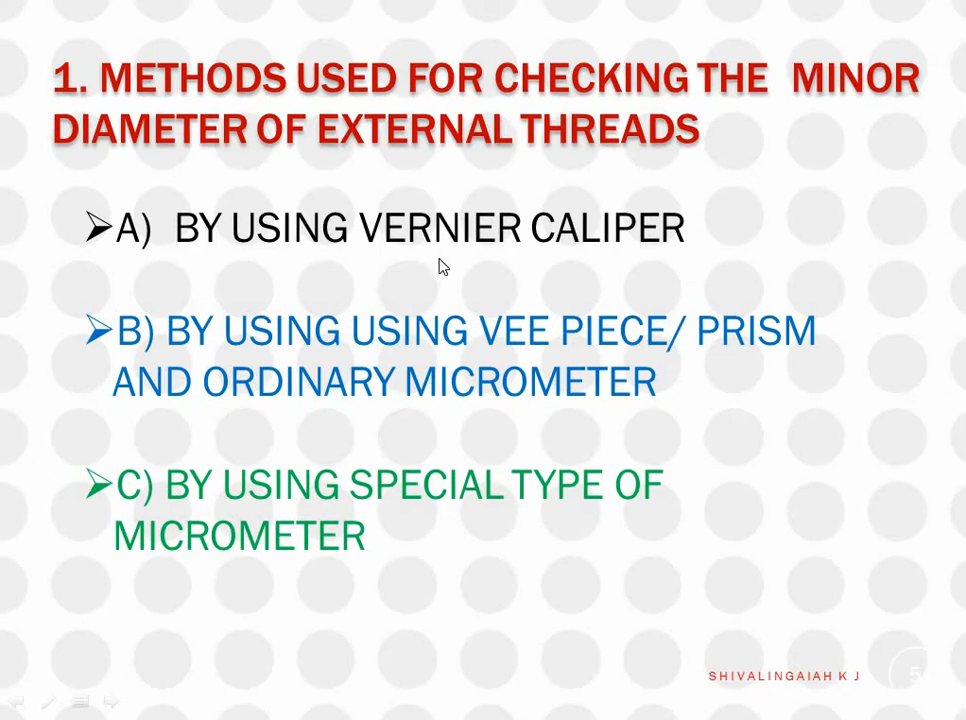 1. METHODS USED FOR CHECKING THE MINOR
DIAMETER OF EXTERNAL THREADS
A) BY USING VERNIER CALIPER
B) BY USING USING VEE PIECE/ PRISM
AND ORDINARY MICROMETER
C) BY USING SPECIAL TYPE OF
MICROMETER
SHIVALINGAIAH K J
5